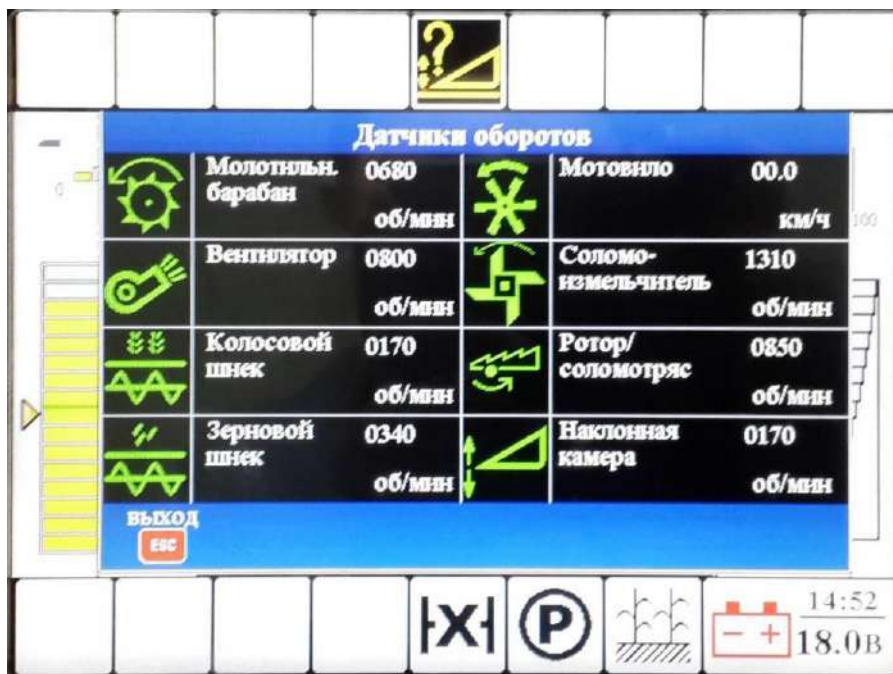 ?
Датчики оборотов
Молотильн.
барабан
0680
об/мин
Мотовило
00.0
км/ч
0
100
Вентилятор
0800
об/мин
Соломо-
измельчитель
1310
об/мин
Колосовой
шнек
0170
об/мин
Ротор/
соломотряс
0850
об/мин
Зерновой
шнек
0340
об/мин
Наклонная
камера
0170
об/мин
выход
ESC
X
P
- +
14:52
18.0В